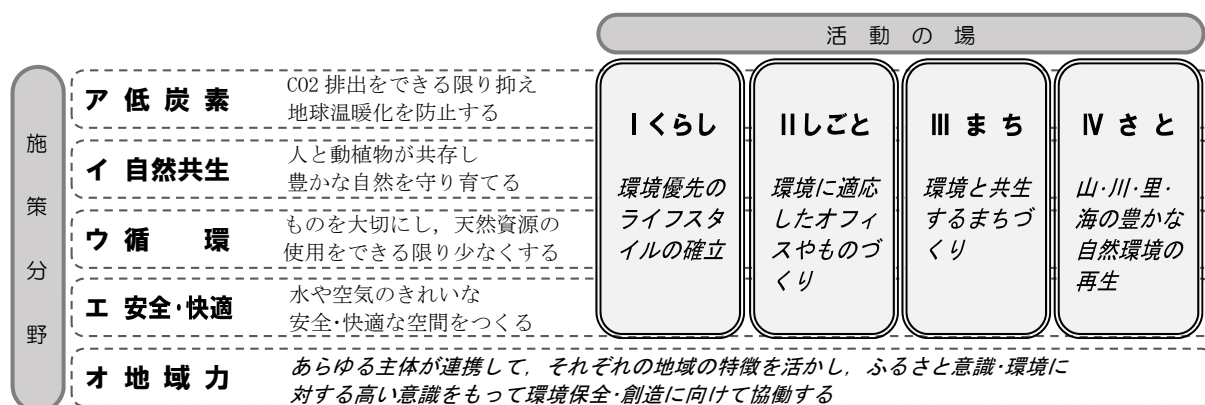 活動の場
施策分野
ア 低炭素
CO2 排出をできる限り抑え
地球温暖化を防止する
イ 自然共生
人と動植物が共存し
豊かな自然を守り育てる
ウ 循環
ものを大切にし，天然資源の
使用をできる限り少なくする
エ 安全・快適
水や空気のきれいな
安全・快適な空間をつくる
Ⅰくらし
環境優先の
ライフスタ
イルの確立
Ⅱしごと
環境に適応
したオフィ
スやものづ
くり
Ⅲ まち
環境と共生
するまちづ
くり
Ⅳ さと
山・川・里・
海の豊かな
自然環境の
再生
オ 地域力
あらゆる主体が連携して，それぞれの地域の特徴を活かし，ふるさと意識・環境に
対する高い意識をもって環境保全・創造に向けて協働する